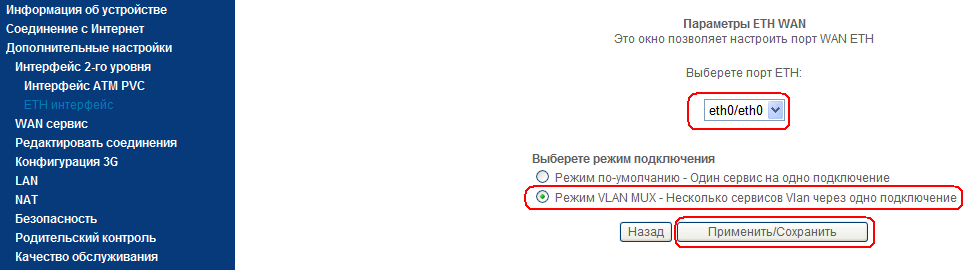 Информация об устройстве
Соединение с Интернет
Дополнительные настройки
Интерфейс 2-го уровня
Интерфейс ATM PVC
ETH интерфейс
WAN сервис
Редактировать соединения
Конфигурация 3G
LAN
NAT
Безопасность
Родительский контроль
Качество обслуживания
Параметры ETH WAN
Это окно позволяет настроить порт WAN ETH
Выберете порт ETH:
eth0/eth0
Выберете режим подключения
Режим по-умолчанию - Один сервис на одно подключение
Режим VLAN MUX - Несколько сервисов Vlan через одно подключение
Назад Применить/Сохранить